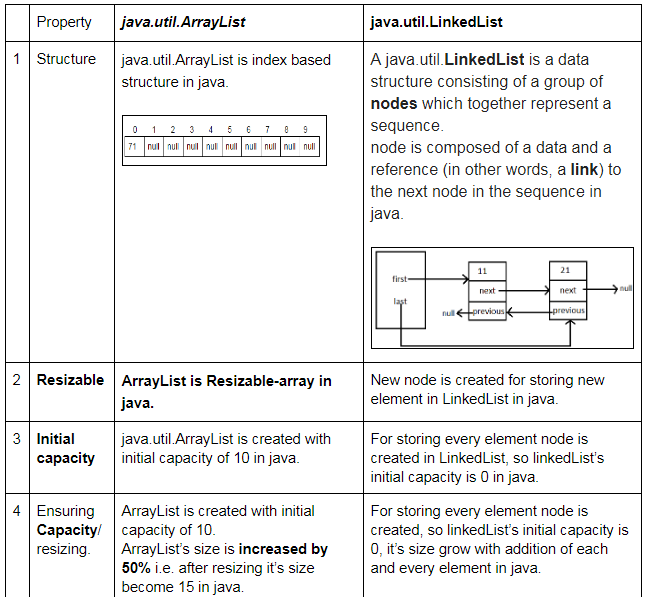 Property
java.util.ArrayList
java.util.LinkedList
1
Structure
java.util.ArrayList is index based
structure in java.
0 1 2 3 4 5 6 7 8 9
71 null null null null null null null null null
A java.util.LinkedList is a data
structure consisting of a group of
nodes which together represent a
sequence.
node is composed of a data and a
reference (in other words, a link) to
the next node in the sequence in
java.
first
last
11
next
previous
null
21
next
previous
null
2
Resizable
ArrayList is Resizable-array in
java.
New node is created for storing new
element in LinkedList in java.
3
Initial
capacity
java.util.ArrayList is created with
initial capacity of 10 in java.
For storing every element node is
created in LinkedList, so linkedList's
initial capacity is 0 in java.
4
Ensuring
Capacity/
resizing.
ArrayList is created with initial
capacity of 10.
ArrayList's size is increased by
50% i.e. after resizing it's size
become 15 in java.
For storing every element node is
created, so linkedList's initial capacity is
0, it's size grow with addition of each
and every element in java.